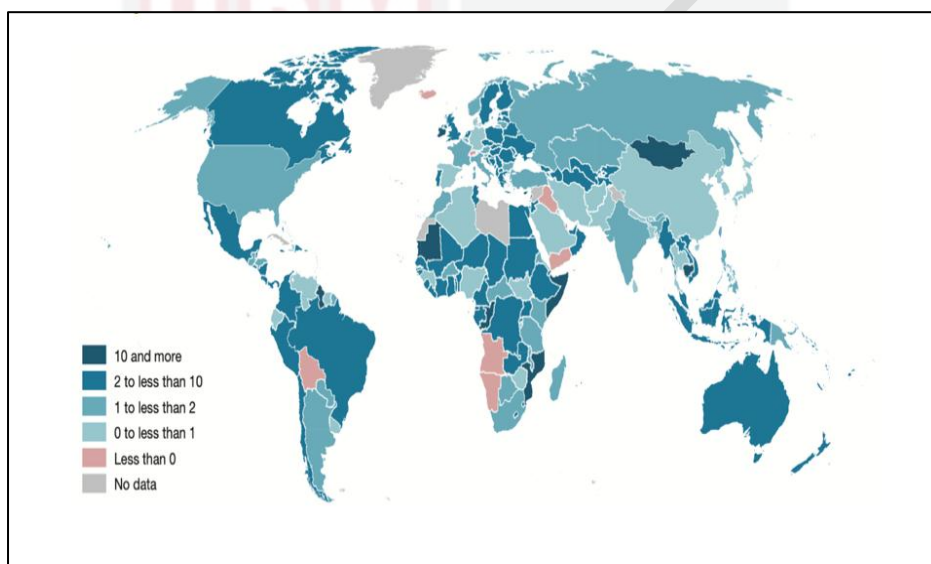 10 and more
2 to less than 10
1 to less than 2
0 to less than 1
Less than 0
No data